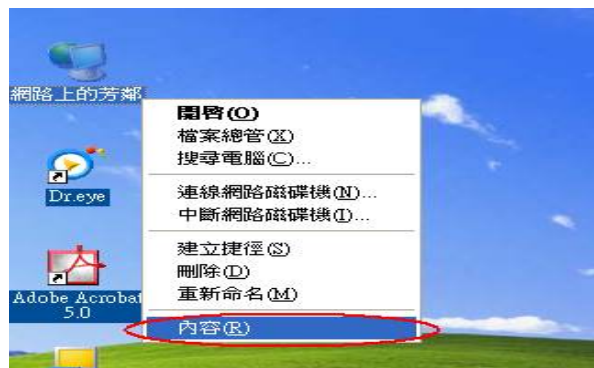 網路上的芳鄰
開啓(O)
檔案總管(X)
搜尋電腦(C)...
連線網路磁碟機(N)...
中斷網路磁碟機(I)...
建立捷徑(S)
刪除(D)
重新命名(M)
內容(R)
Dr.eye
Adobe Acrobat
5.0